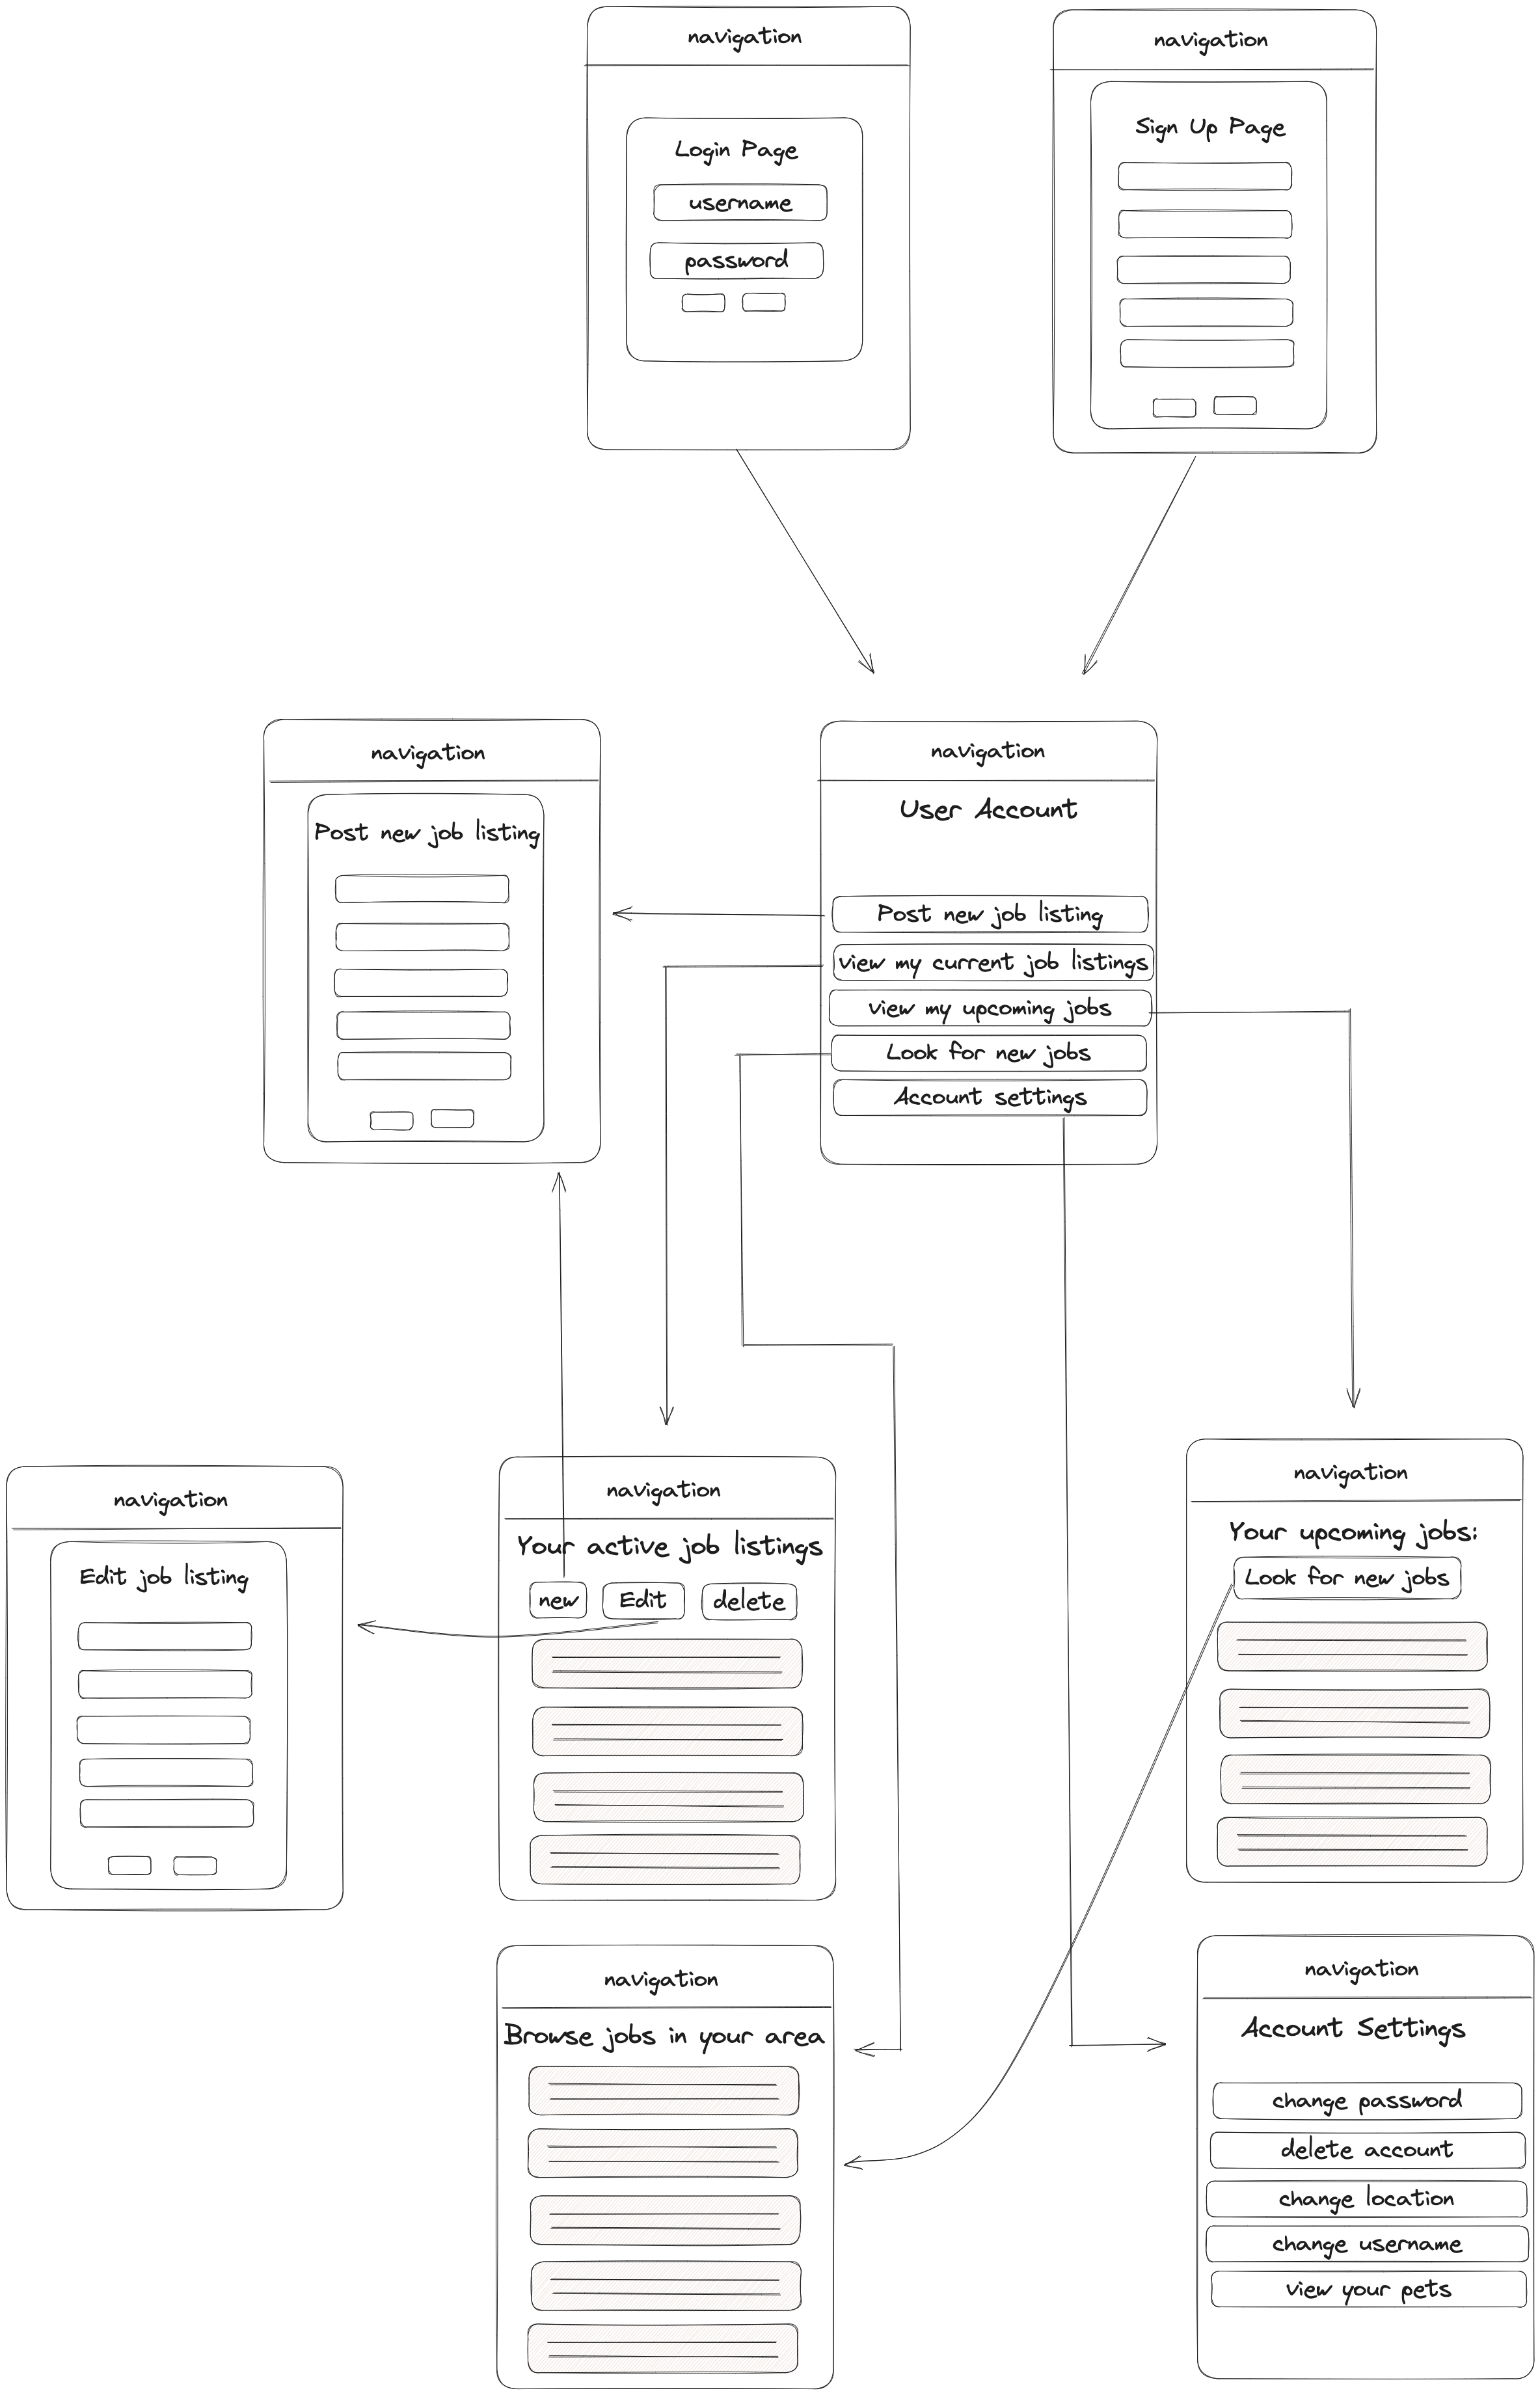 navigation
Login Page
username
password
navigation
Sign Up Page
navigation
Post new job listing
navigation
User Account
Post new job listing
view my current job listings
view my upcoming jobs
Look for new jobs
Account settings
navigation
Edit job listing
navigation
Your active job listings
new
Edit
delete
navigation
Your upcoming jobs:
Look for new jobs
navigation
Browse jobs in your area
navigation
Account Settings
change password
delete account
change location
change username
view your pets